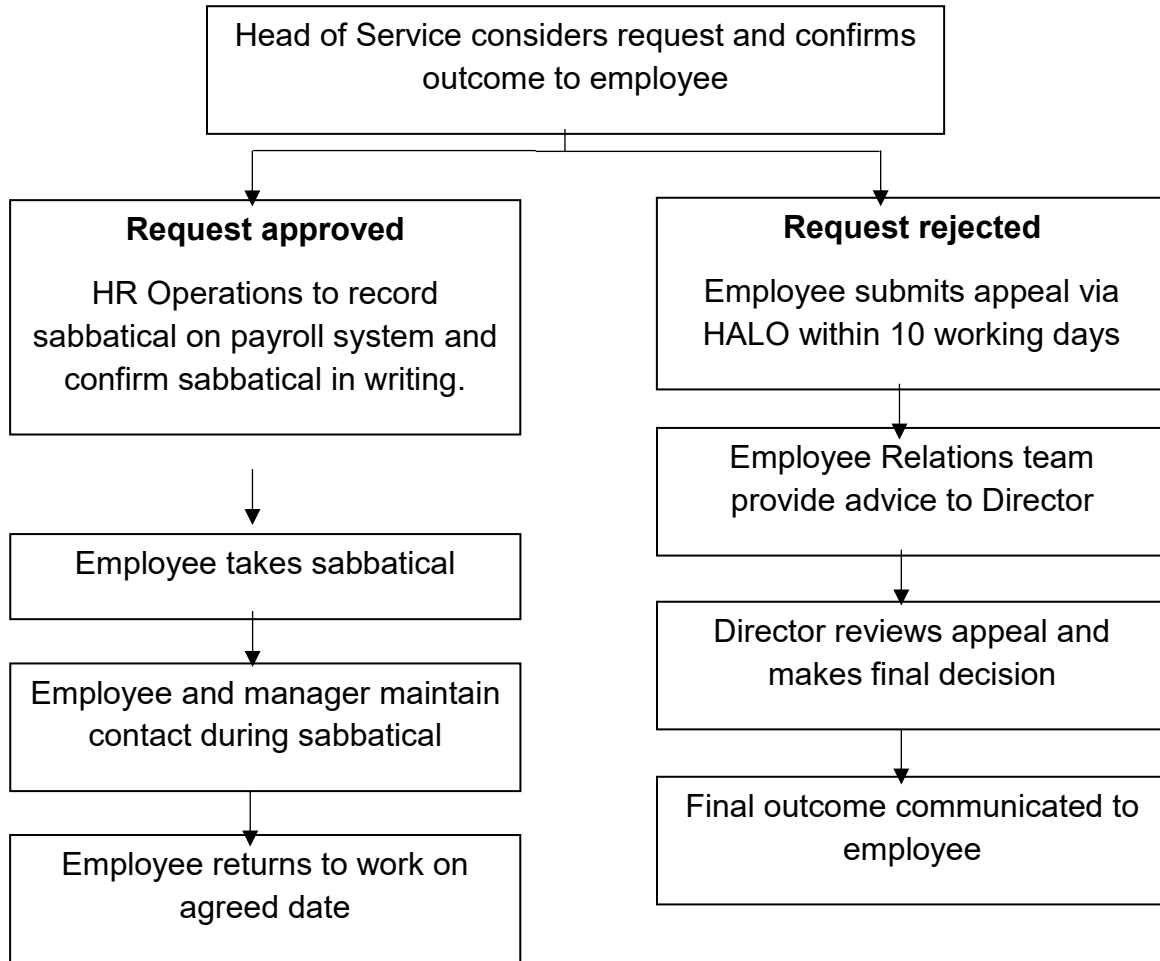 Head of Service considers request and confirms
outcome to employee
Request approved
HR Operations to record
sabbatical on payroll system and
confirm sabbatical in writing.
Employee takes sabbatical
Employee and manager maintain
contact during sabbatical
Employee returns to work on
agreed date
Request rejected
Employee submits appeal via
HALO within 10 working days
Employee Relations team
provide advice to Director
Director reviews appeal and
makes final decision
Final outcome communicated to
employee